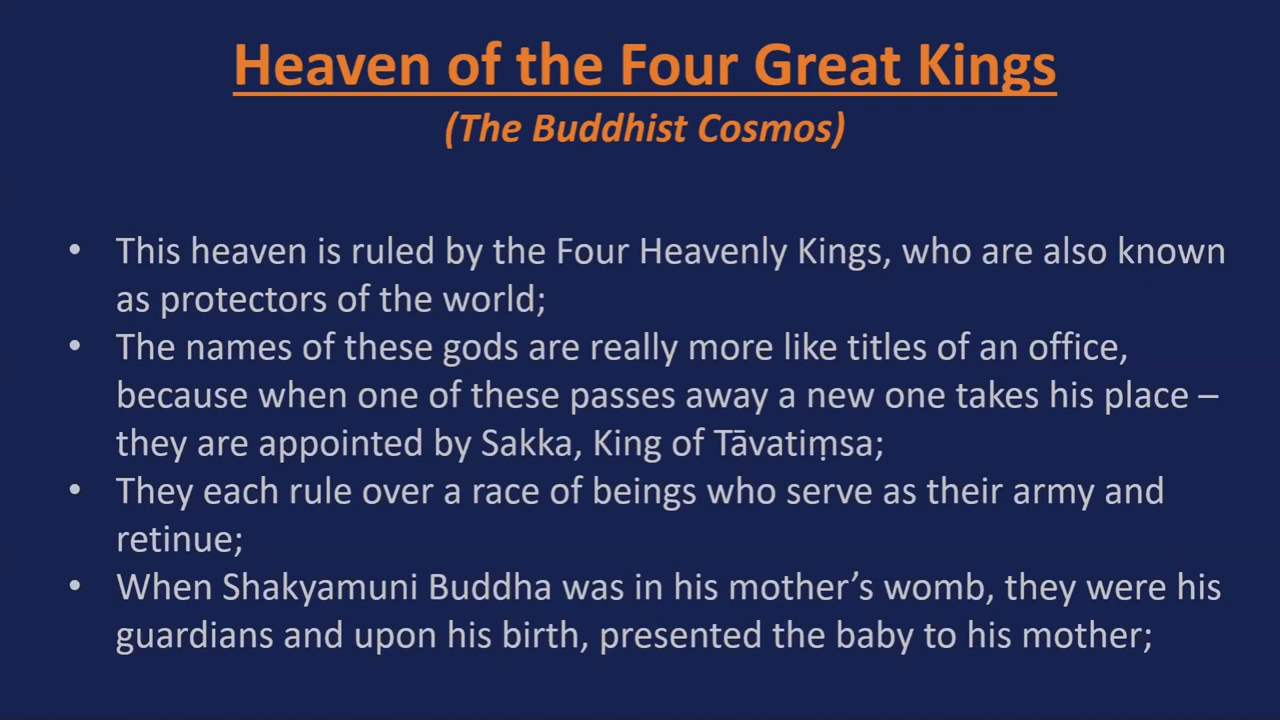 Heaven of the Four Great Kings
(The Buddhist Cosmos)
• This heaven is ruled by the Four Heavenly Kings, who are also known
as protectors of the world;
• The names of these gods are really more like titles of an office,
because when one of these passes away a new one takes his place –
they are appointed by Sakka, King of Tāvatiṃsa;
• They each rule over a race of beings who serve as their army and
retinue;
• When Shakyamuni Buddha was in his mother’s womb, they were his
guardians and upon his birth, presented the baby to his mother;